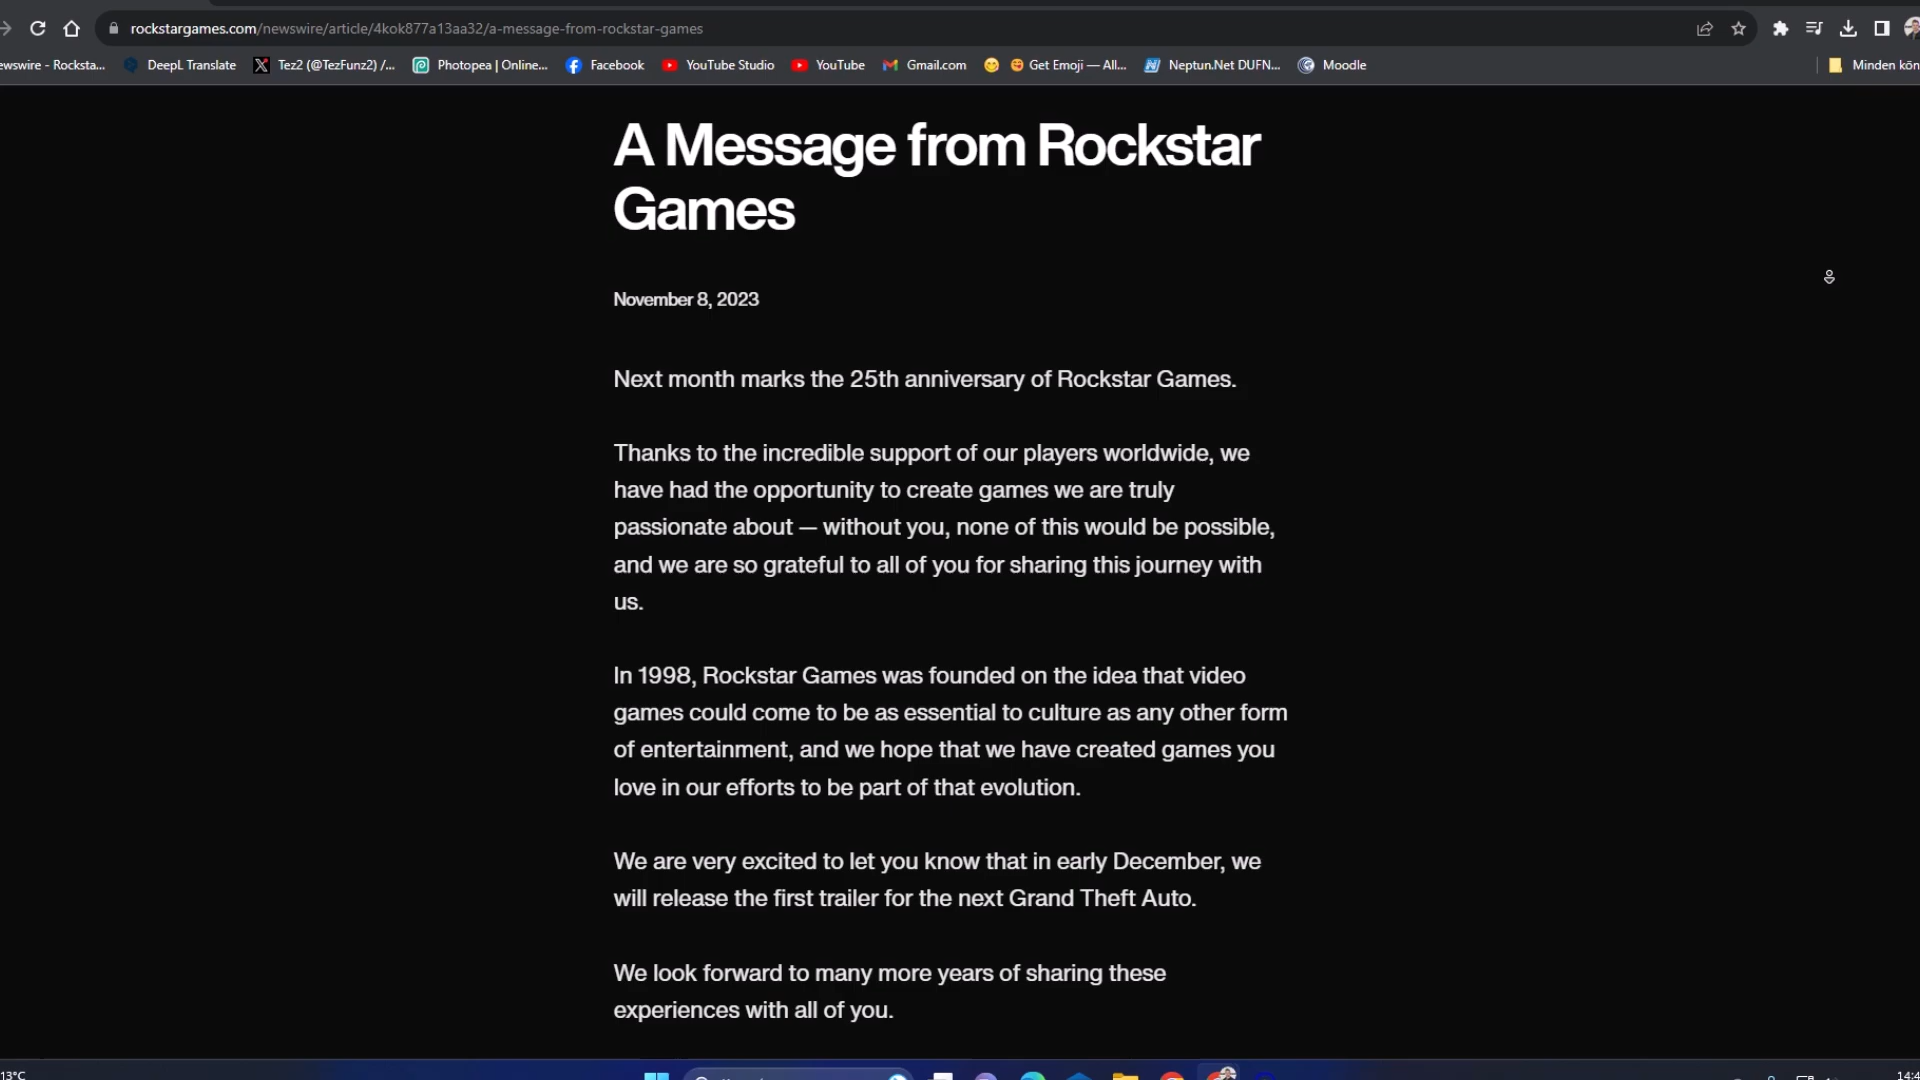 rockstargames.com/newswire/article/4kok877a13aa32/a-message-from-rockstar-games
ewswire - Rocksta... DeepL Translate Tez2 (@TezFunz2) /... Photopea | Online... Facebook YouTube Studio YouTube Gmail.com Get Emoji — All... Neptun.Net DUFN... Moodle Minden kön
A Message from Rockstar
Games
November 8, 2023
Next month marks the 25th anniversary of Rockstar Games.
Thanks to the incredible support of our players worldwide, we
have had the opportunity to create games we are truly
passionate about — without you, none of this would be possible,
and we are so grateful to all of you for sharing this journey with
us.
In 1998, Rockstar Games was founded on the idea that video
games could come to be as essential to culture as any other form
of entertainment, and we hope that we have created games you
love in our efforts to be part of that evolution.
We are very excited to let you know that in early December, we
will release the first trailer for the next Grand Theft Auto.
We look forward to many more years of sharing these
experiences with all of you.
13°C 14:4